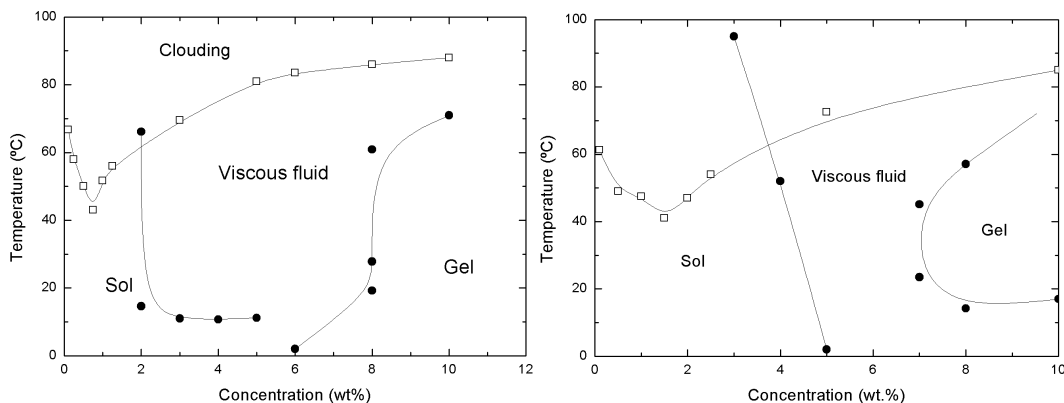 100
80
60
40
20
0
Temperature (ºC)
Clouding
Viscous fluid
Sol
Gel
0 2 4 6 8 10 12
Concentration (wt%)
100
80
60
40
20
0
Temperature (ºC)
Viscous fluid
Sol
Gel
0 2 4 6 8 10
Concentration (wt.%)